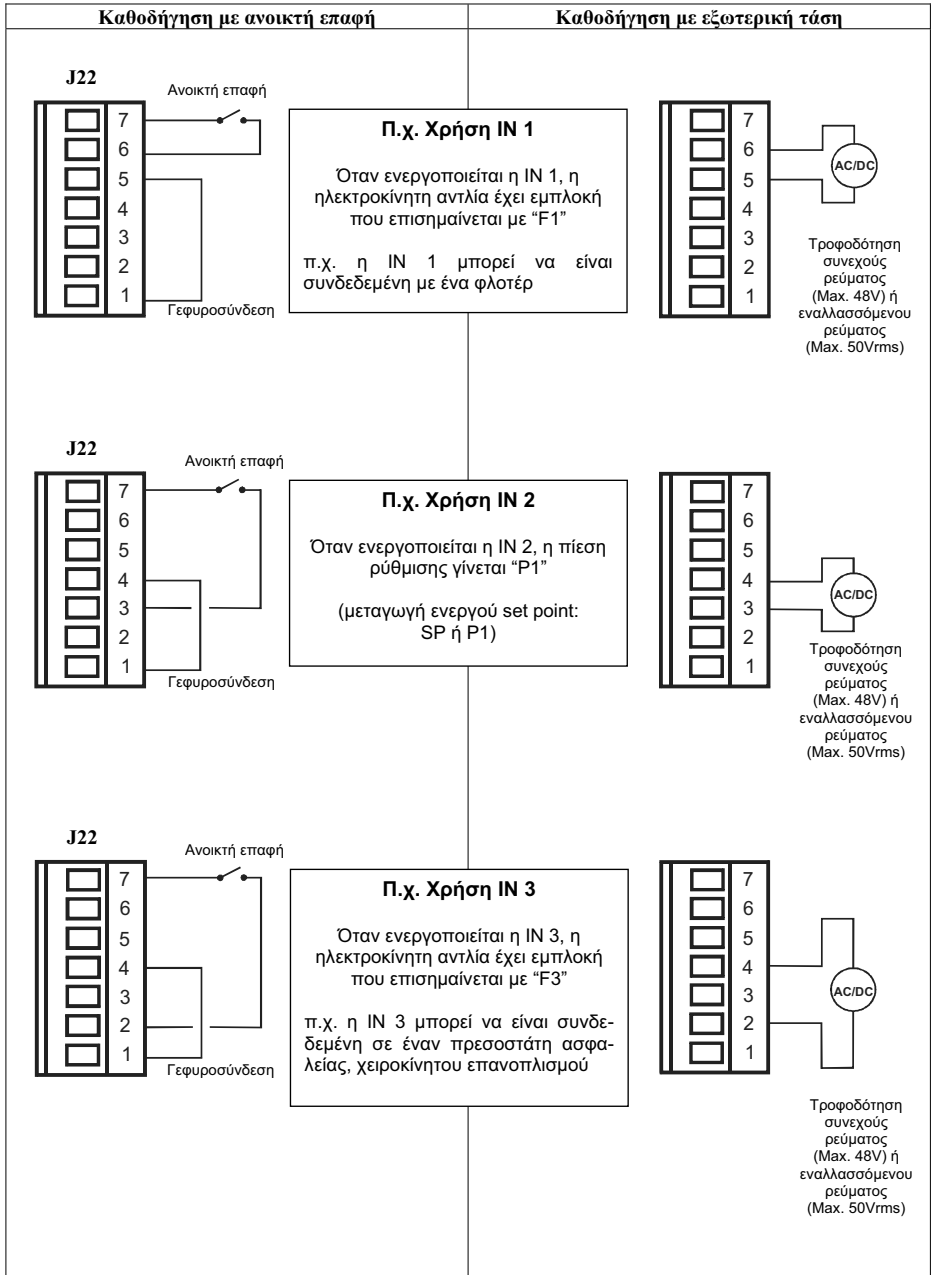 Καθοδήγηση με ανοικτή επαφή
Καθοδήγηση με εξωτερική τάση
J22
Ανοικτή επαφή
7
6
5
4
3
2
1
Γεφυροσύνδεση
Π.χ. Χρήση IN 1
Όταν ενεργοποιείται η IN 1, η
ηλεκτροκίνητη αντλία έχει εμπλοκή
που επισημαίνεται με “F1”
π.χ. η IN 1 μπορεί να είναι
συνδεδεμένη με ένα φλοτέρ
7
6
5
4
3
2
1
AC/DC
Τροφοδότηση
συνεχούς
ρεύματος
(Max. 48V) ή
εναλλασσόμενου
ρεύματος
(Max. 50Vrms)
J22
Ανοικτή επαφή
7
6
5
4
3
2
1
Γεφυροσύνδεση
Π.χ. Χρήση IN 2
Όταν ενεργοποιείται η IN 2, η πίεση
ρύθμισης γίνεται “P1”
(μεταγωγή ενεργού set point:
SP ή P1)
7
6
5
4
3
2
1
AC/DC
Τροφοδότηση
συνεχούς
ρεύματος
(Max. 48V) ή
εναλλασσόμενου
ρεύματος
(Max. 50Vrms)
J22
Ανοικτή επαφή
7
6
5
4
3
2
1
Γεφυροσύνδεση
Π.χ. Χρήση IN 3
Όταν ενεργοποιείται η IN 3, η
ηλεκτροκίνητη αντλία έχει εμπλοκή
που επισημαίνεται με “F3”
π.χ. η IN 3 μπορεί να είναι συνδε-
δεμένη σε έναν πρεσοστάτη ασφα-
λείας, χειροκίνητου επανοπλισμού
7
6
5
4
3
2
1
AC/DC
Τροφοδότηση
συνεχούς
ρεύματος
(Max. 48V) ή
εναλλασσόμενου
ρεύματος
(Max. 50Vrms)